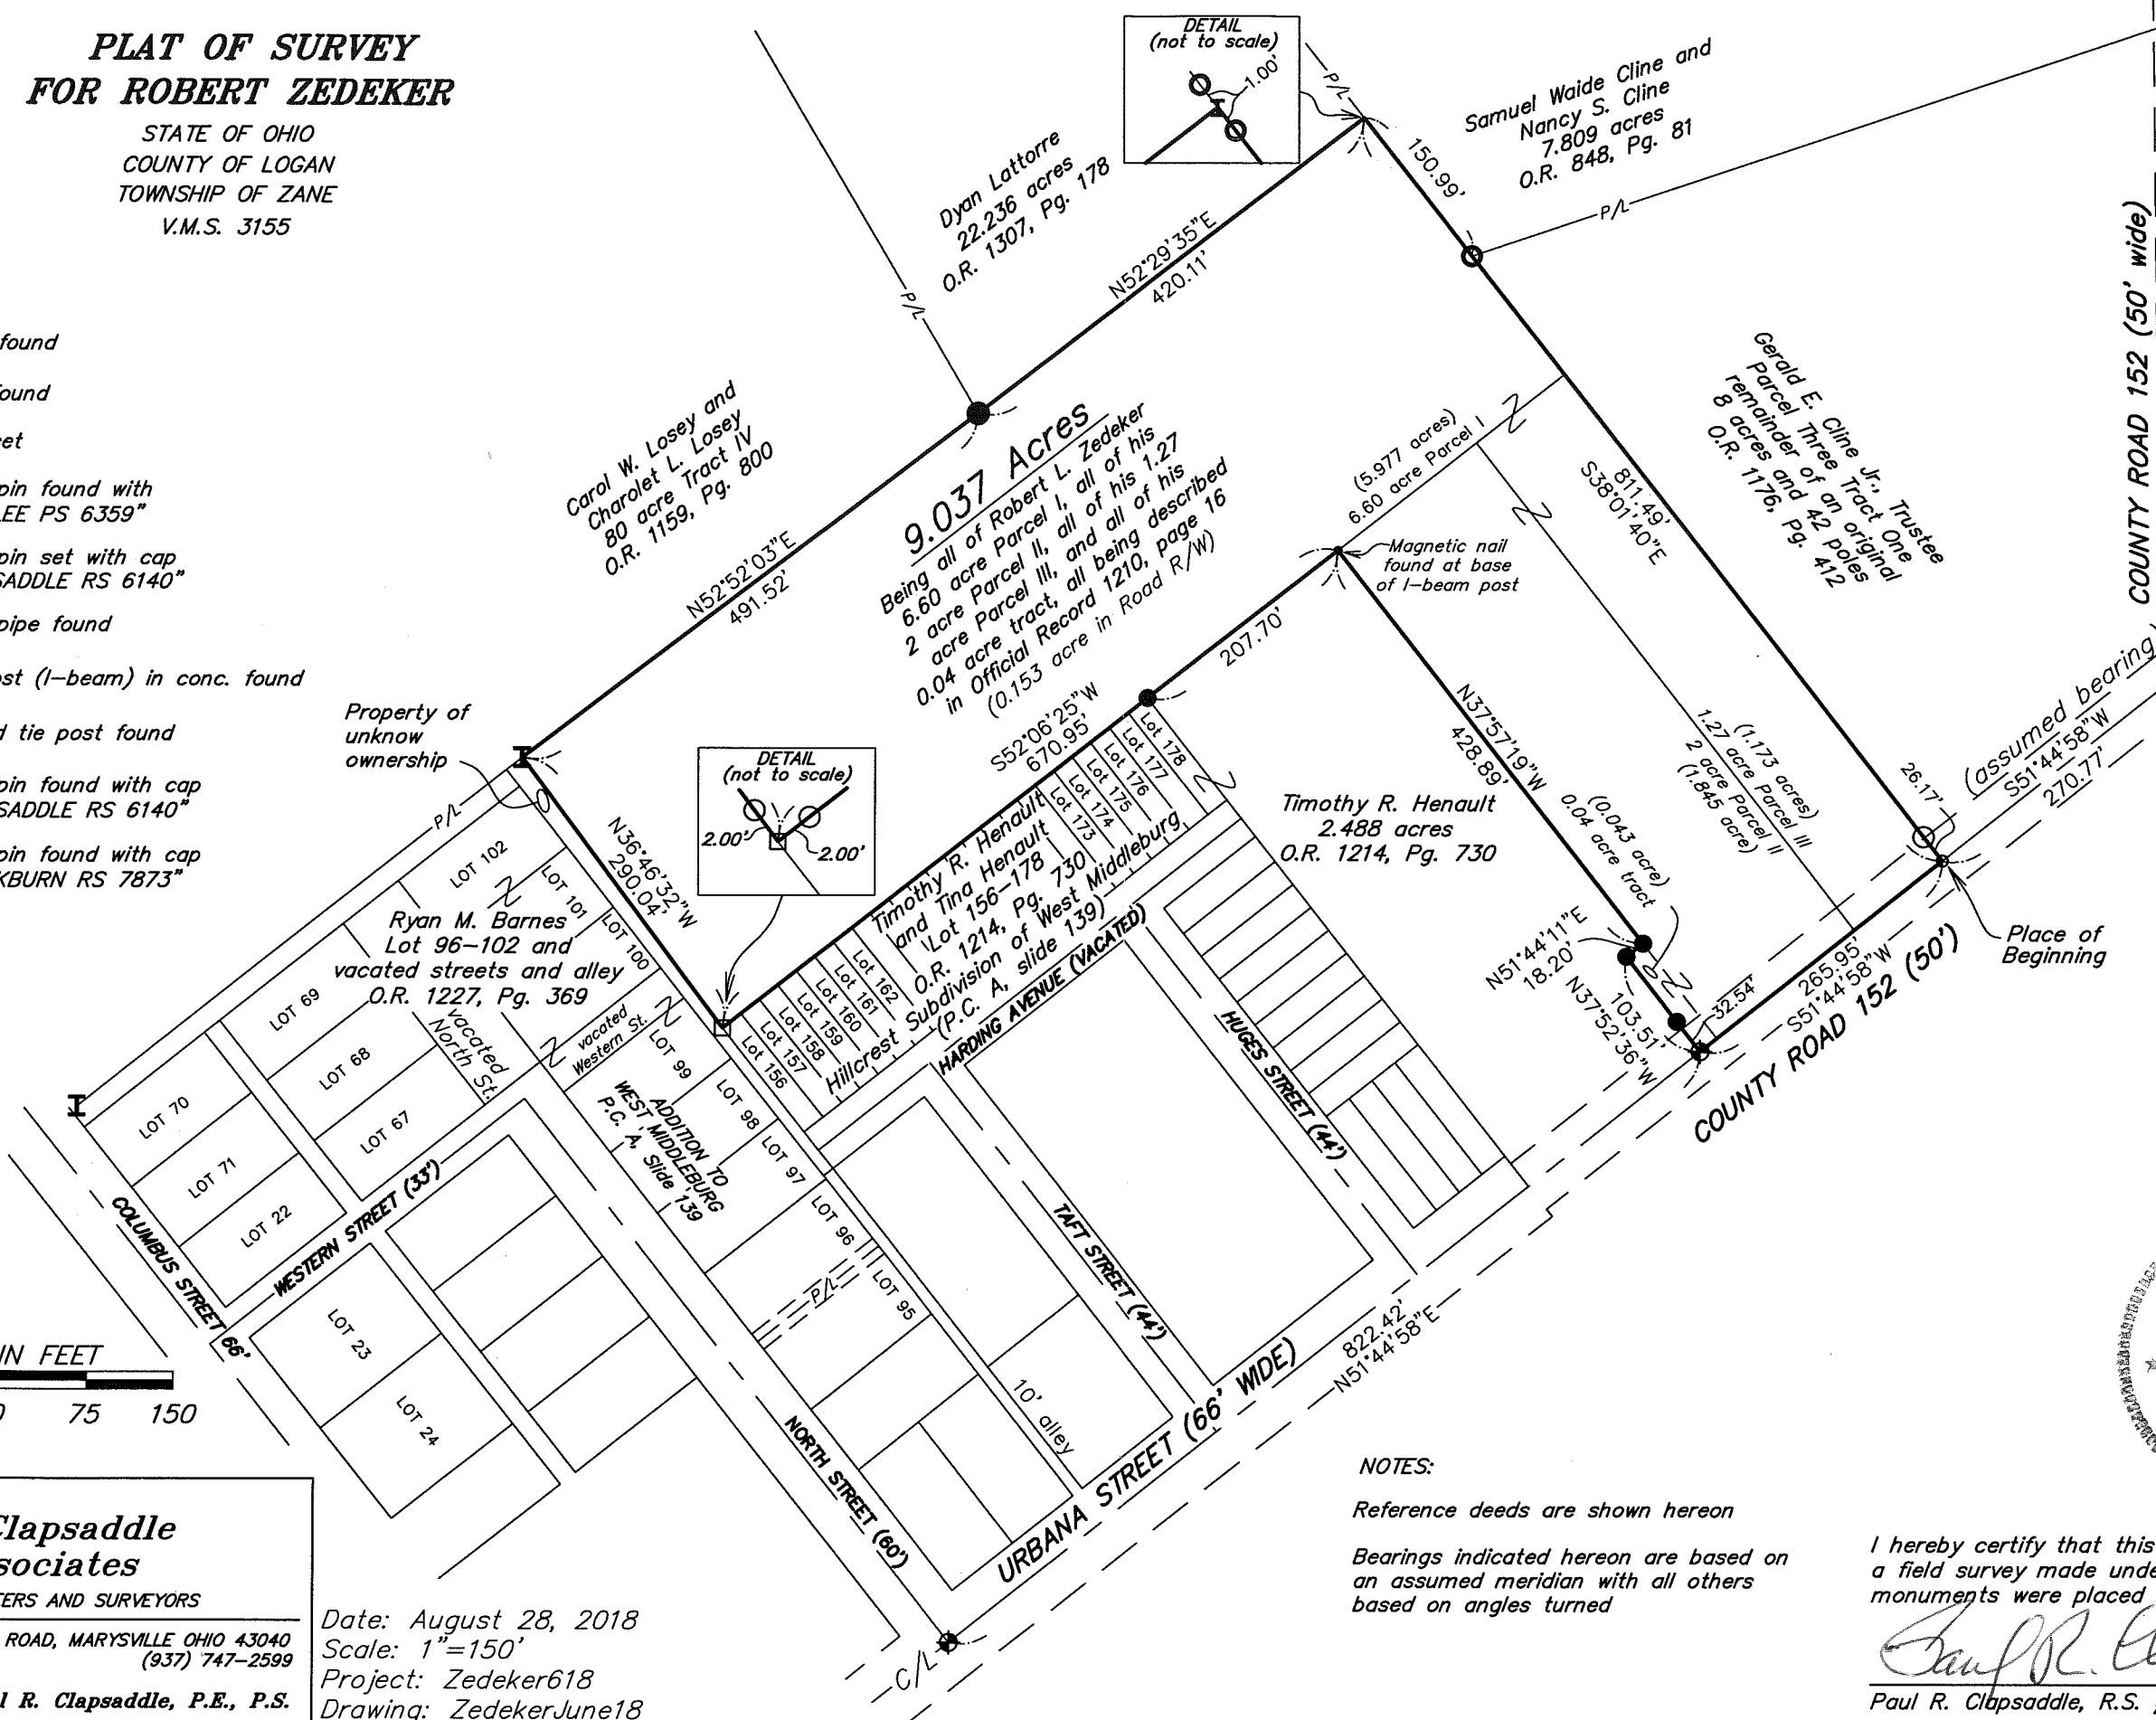 PLAT OF SURVEY
FOR ROBERT ZEDEKER
STATE OF OHIO
COUNTY OF LOGAN
TOWNSHIP OF ZANE
V.M.S. 3155
found
found
set
pin found with
LEE PS 6359"
pin set with cap
SADDLE RS 6140"
pipe found
st (I-beam) in conc. found
d tie post found
pin found with cap
SADDLE RS 6140"
pin found with cap
KBURN RS 7873"
DETAIL
(not to scale)
1.00'
P/L
Samuel Waide Cline and
Nancy S. Cline
7.809 acres
O.R. 848, Pg. 81
150.99'
P/L
COUNTY ROAD 152 (50' wide)
Dyan Lattorre
22.236 acres
O.R. 1307, Pg. 178
N52°29'35"E
420.11'
P/L
Carol W. Losey and
Charolet L. Losey
80 acre Tract IV
O.R. 1159, Pg. 800
N52°52'03"E
491.52'
9.037 Acres
Being all of Robert L. Zedeker
6.60 acre Parcel I, all of his
2 acre Parcel II, all of his 1.27
acre Parcel III, and all of his
0.04 acre tract, all being described
in Official Record 1210, page 16
(0.153 acre in Road R/W)
(5.977 acres)
6.60 acre Parcel I
Gerald E. Cline Jr., Trustee
Parcel Three Tract One
remainder of an original
8 acres and 42 poles
O.R. 1176, Pg. 412
811.49'
S38°01'40"E
Magnetic nail
found at base
of I-beam post
207.70'
S52°06'25"W
670.95'
N37°57'19"W
428.89'
(1.173 acres)
1.27 acre Parcel III
2 acre Parcel II
(1.845 acre)
(0.043 acre)
0.04 acre tract
26.17'
(assumed bearing)
S51°44'58"W
270.77'
Place of
Beginning
N51°44'11"E
18.20'
103.51'
N37°52'36"W
32.54'
265.95'
S51°44'58"W
COUNTY ROAD 152 (50')
Property of
unknow
ownership
P/L
N36°46'32"W
290.04'
DETAIL
(not to scale)
2.00'
2.00'
Timothy R. Henault
2.488 acres
O.R. 1214, Pg. 730
Timothy R. Henault
and Tina Henault
Lot 156-178
O.R. 1214, Pg. 730
Hillcrest Subdivision of West Middleburg
(P.C. A, slide 139)
Lot 178
Lot 177
Lot 176
Lot 175
Lot 174
Lot 173
Lot 162
Lot 161
Lot 160
Lot 159
Lot 158
Lot 157
Lot 156
HARDING AVENUE (VACATED)
HUGES STREET (44')
TAFT STREET (44')
Ryan M. Barnes
Lot 96-102 and
vacated streets and alley
O.R. 1227, Pg. 369
LOT 102
LOT 101
LOT 100
LOT 99
LOT 98
LOT 97
LOT 96
LOT 95
P/L
vacated
Western St.
vacated
North St.
ADDITION TO
WEST MIDDLEBURG
P.C. A, Slide 139
LOT 69
LOT 68
LOT 67
LOT 70
LOT 71
LOT 22
LOT 23
LOT 24
COLUMBUS STREET 66'
WESTERN STREET (33')
NORTH STREET (60')
10' alley
URBANA STREET (66' WIDE)
822.42'
N51°44'58"E
C/L
IN FEET
0 75 150
Clapsaddle
ssociates
ERS AND SURVEYORS
ROAD, MARYSVILLE OHIO 43040
(937) 747-2599
l R. Clapsaddle, P.E., P.S.
Date: August 28, 2018
Scale: 1"=150'
Project: Zedeker618
Drawing: ZedekerJune18
NOTES:
Reference deeds are shown hereon
Bearings indicated hereon are based on
an assumed meridian with all others
based on angles turned
I hereby certify that this
a field survey made unde
monuments were placed
Paul R. Clapsaddle, R.S.